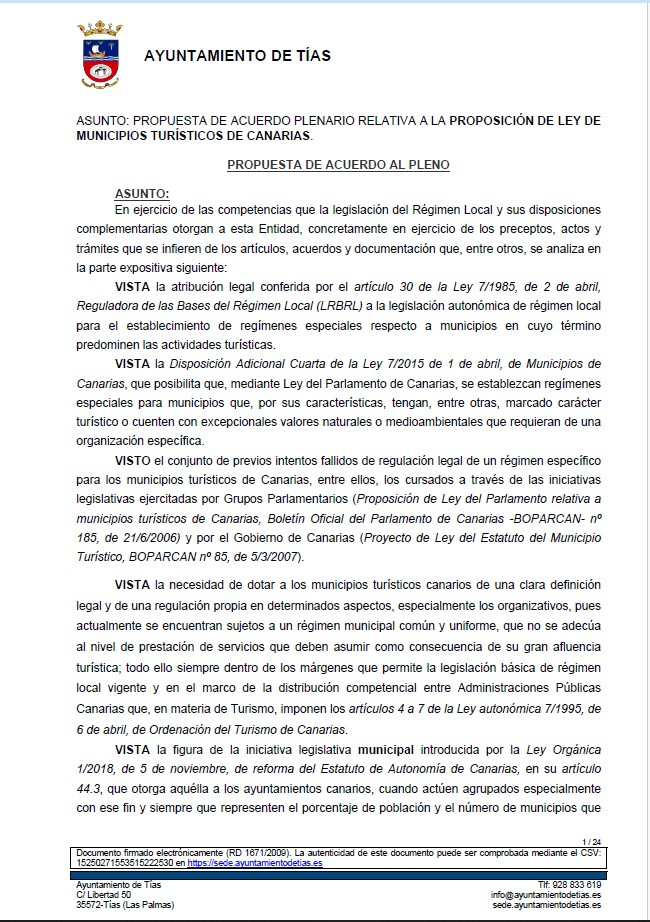 AYUNTAMIENTO DE TÍAS
ASUNTO: PROPUESTA DE ACUERDO PLENARIO RELATIVA A LA PROPOSICIÓN DE LEY DE
MUNICIPIOS TURÍSTICOS DE CANARIAS.
PROPUESTA DE ACUERDO AL PLENO
ASUNTO:
En ejercicio de las competencias que la legislación del Régimen Local y sus disposiciones
complementarias otorgan a esta Entidad, concretamente en ejercicio de los preceptos, actos y
trámites que se infieren de los artículos, acuerdos y documentación que, entre otros, se analiza en
la parte expositiva siguiente:
VISTA la atribución legal conferida por el artículo 30 de la Ley 7/1985, de 2 de abril,
Reguladora de las Bases del Régimen Local (LRBRL) a la legislación autonómica de régimen local
para el establecimiento de regímenes especiales respecto a municipios en cuyo término
predominen las actividades turísticas.
VISTA la Disposición Adicional Cuarta de la Ley 7/2015 de 1 de abril, de Municipios de
Canarias, que posibilita que, mediante Ley del Parlamento de Canarias, se establezcan regímenes
especiales para municipios que, por sus características, tengan, entre otras, marcado carácter
turístico o cuenten con excepcionales valores naturales o medioambientales que requieran de una
organización específica.
VISTO el conjunto de previos intentos fallidos de regulación legal de un régimen específico
para los municipios turísticos de Canarias, entre ellos, los cursados a través de las iniciativas
legislativas ejercitadas por Grupos Parlamentarios (Proposición de Ley del Parlamento relativa a
municipios turísticos de Canarias, Boletín Oficial del Parlamento de Canarias -BOPARCAN- nº
185, de 21/6/2006) y por el Gobierno de Canarias (Proyecto de Ley del Estatuto del Municipio
Turístico, BOPARCAN nº 85, de 5/3/2007).
VISTA la necesidad de dotar a los municipios turísticos canarios de una clara definición
legal y de una regulación propia en determinados aspectos, especialmente los organizativos, pues
actualmente se encuentran sujetos a un régimen municipal común y uniforme, que no se adecúa
al nivel de prestación de servicios que deben asumir como consecuencia de su gran afluencia
turística; todo ello siempre dentro de los márgenes que permite la legislación básica de régimen
local vigente y en el marco de la distribución competencial entre Administraciones Públicas
Canarias que, en materia de Turismo, imponen los artículos 4 a 7 de la Ley autonómica 7/1995, de
6 de abril, de Ordenación del Turismo de Canarias.
VISTA la figura de la iniciativa legislativa municipal introducida por la Ley Orgánica
1/2018, de 5 de noviembre, de reforma del Estatuto de Autonomía de Canarias, en su artículo
44.3, que otorga aquélla a los ayuntamientos canarios, cuando actúen agrupados especialmente
con ese fin y siempre que representen el porcentaje de población y el número de municipios que
1 / 24
Documento firmado electrónicamente (RD 1671/2009). La autenticidad de este documento puede ser comprobada mediante el CSV:
15250271553515222530 en https://sede.ayuntamientodetias.es
Ayuntamiento de Tías
C/ Libertad 50
35572-Tías (Las Palmas)
Tlf: 928 833 619
info@ayuntamientodetias.es
sede.ayuntamientodetias.es